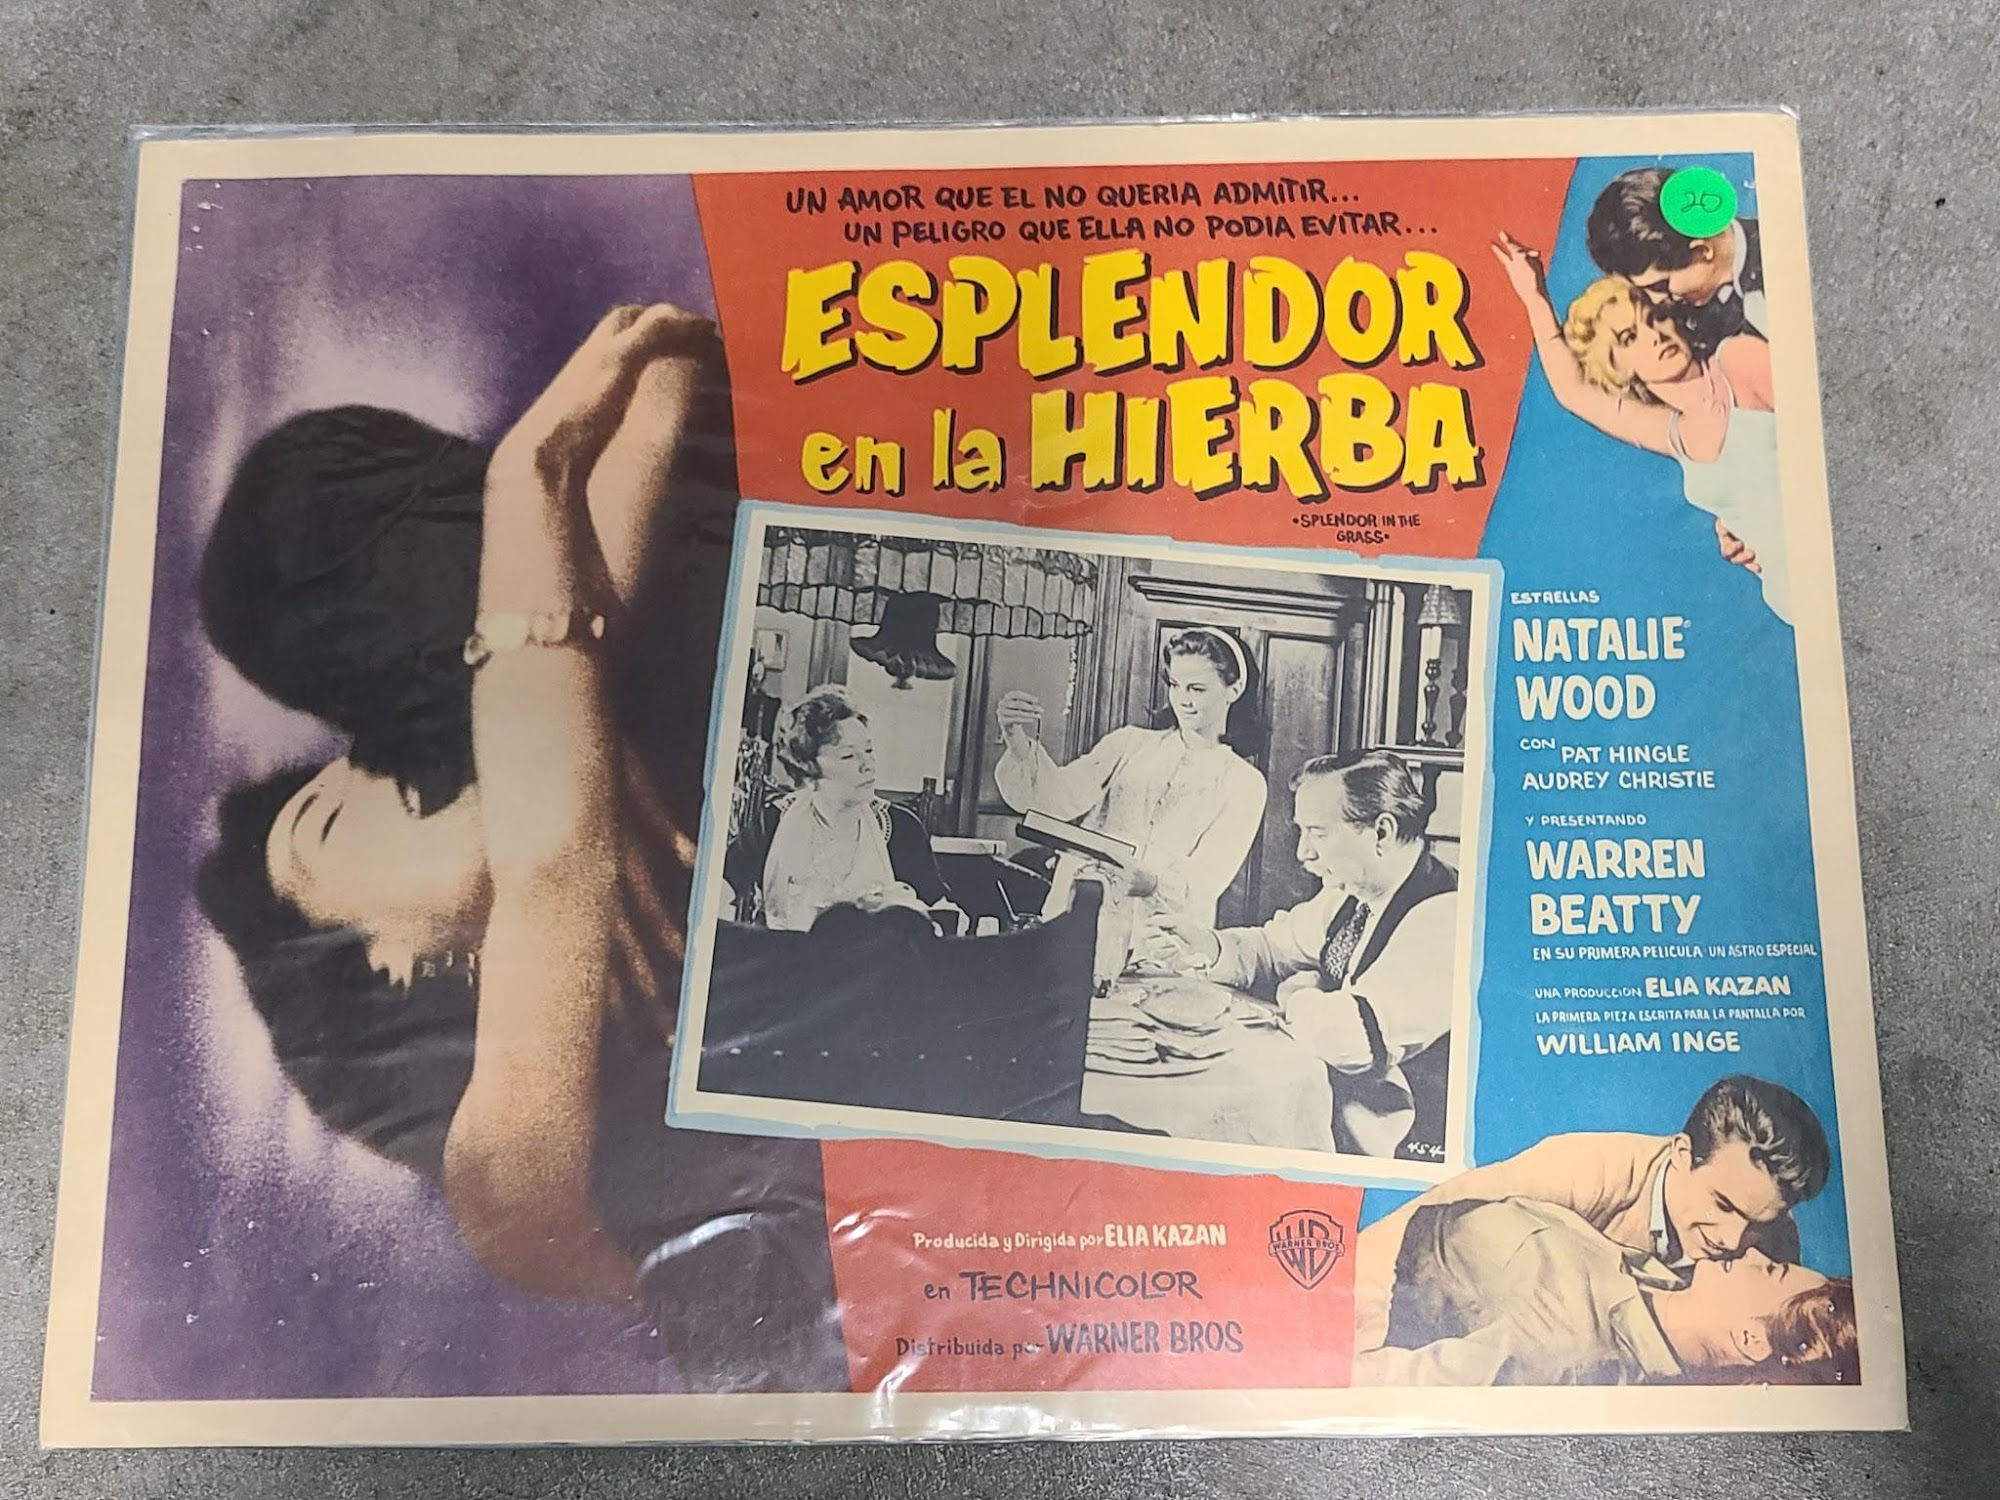 UN AMOR QUE EL NO QUERIA ADMITIR...
UN PELIGRO QUE ELLA NO PODIA EVITAR...
ESPLENDOR
en la HIERBA
•SPLENDOR IN THE
GRASS•
20
ESTRELLAS
NATALIE
WOOD
CON PAT HINGLE
AUDREY CHRISTIE
Y PRESENTANDO
WARREN
BEATTY
EN SU PRIMERA PELICULA UN ASTRO ESPECIAL
UNA PRODUCCION ELIA KAZAN
LA PRIMERA PIEZA ESCRITA PARA LA PANTALLA POR
WILLIAM INGE
Producida y Dirigida por ELIA KAZAN
en TECHNICOLOR
Distribuida por WARNER BROS
WB
WARNER BROS